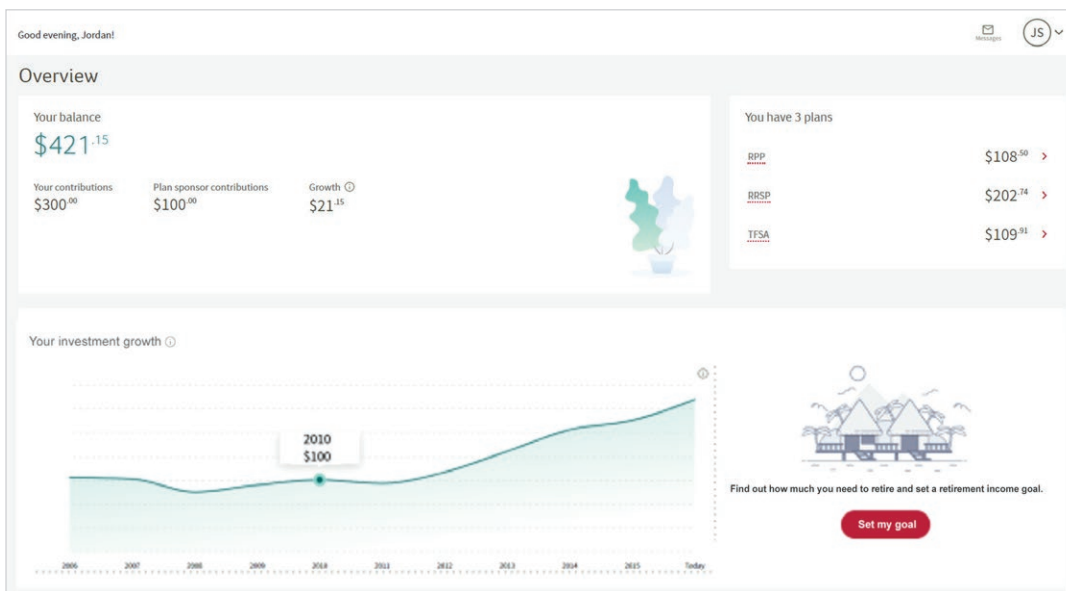 Good evening, Jordan!
Messages
JS
Overview
Your balance
$421.15
Your contributions
$300.00
Plan sponsor contributions
$100.00
Growth
$21.15
You have 3 plans
RPP $108.50
RRSP $202.74
TFSA $109.91
Your investment growth
2010
$100
2006 2007 2008 2009 2010 2011 2012 2013 2014 2015 Today
Find out how much you need to retire and set a retirement income goal.
Set my goal